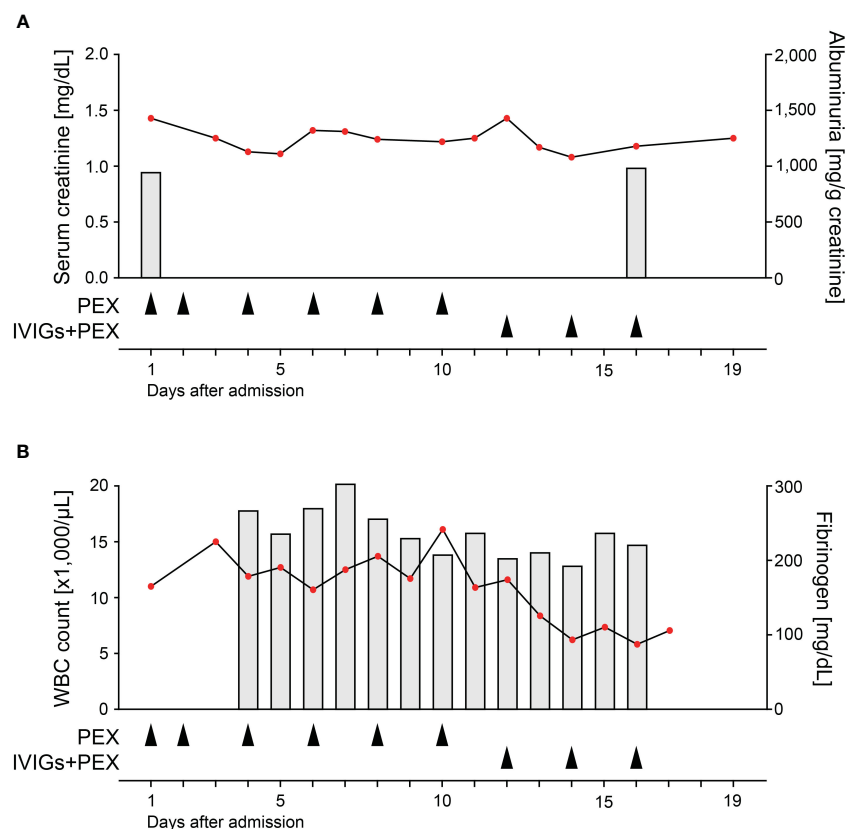 A
Serum creatinine [mg/dL]
2.0
1.5
1.0
0.5
0.0
Albuminuria [mg/g creatinine]
2,000
1,500
1,000
500
0
PEX
IVIGs+PEX
1 5 10 15 19
Days after admission
B
WBC count [x1,000/μL]
20
15
10
5
0
Fibrinogen [mg/dL]
300
200
100
0
PEX
IVIGs+PEX
1 5 10 15 19
Days after admission